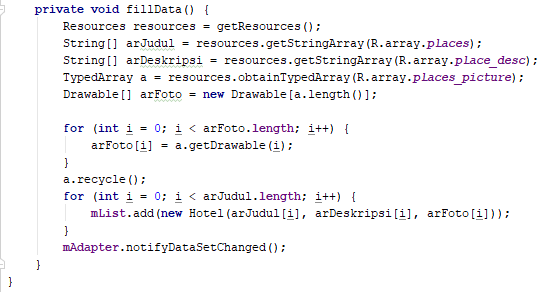 private void fillData() {
    Resources resources = getResources();
    String[] arJudul = resources.getStringArray(R.array.places);
    String[] arDeskripsi = resources.getStringArray(R.array.place_desc);
    TypedArray a = resources.obtainTypedArray(R.array.places_picture);
    Drawable[] arFoto = new Drawable[a.length()];

    for (int i = 0; i < arFoto.length; i++) {
        arFoto[i] = a.getDrawable(i);
    }
    a.recycle();
    for (int i = 0; i < arJudul.length; i++) {
        mList.add(new Hotel(arJudul[i], arDeskripsi[i], arFoto[i]));
    }
    mAdapter.notifyDataSetChanged();
}
}